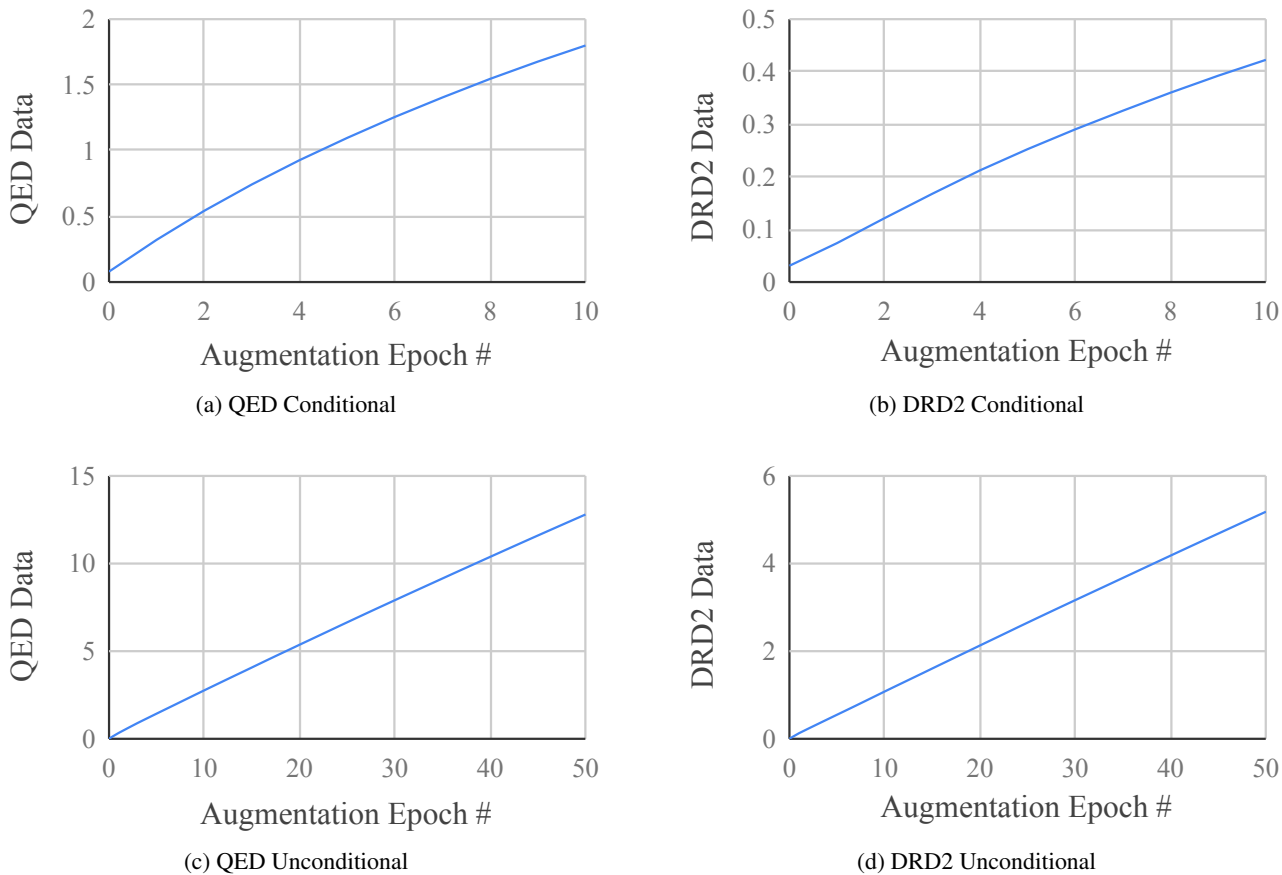 2
1.5
1
0.5
0
QED Data
0 2 4 6 8 10
Augmentation Epoch #
(a) QED Conditional
0.5
0.4
0.3
0.2
0.1
0
DRD2 Data
0 2 4 6 8 10
Augmentation Epoch #
(b) DRD2 Conditional
15
10
5
0
QED Data
0 10 20 30 40 50
Augmentation Epoch #
(c) QED Unconditional
6
4
2
0
DRD2 Data
0 10 20 30 40 50
Augmentation Epoch #
(d) DRD2 Unconditional